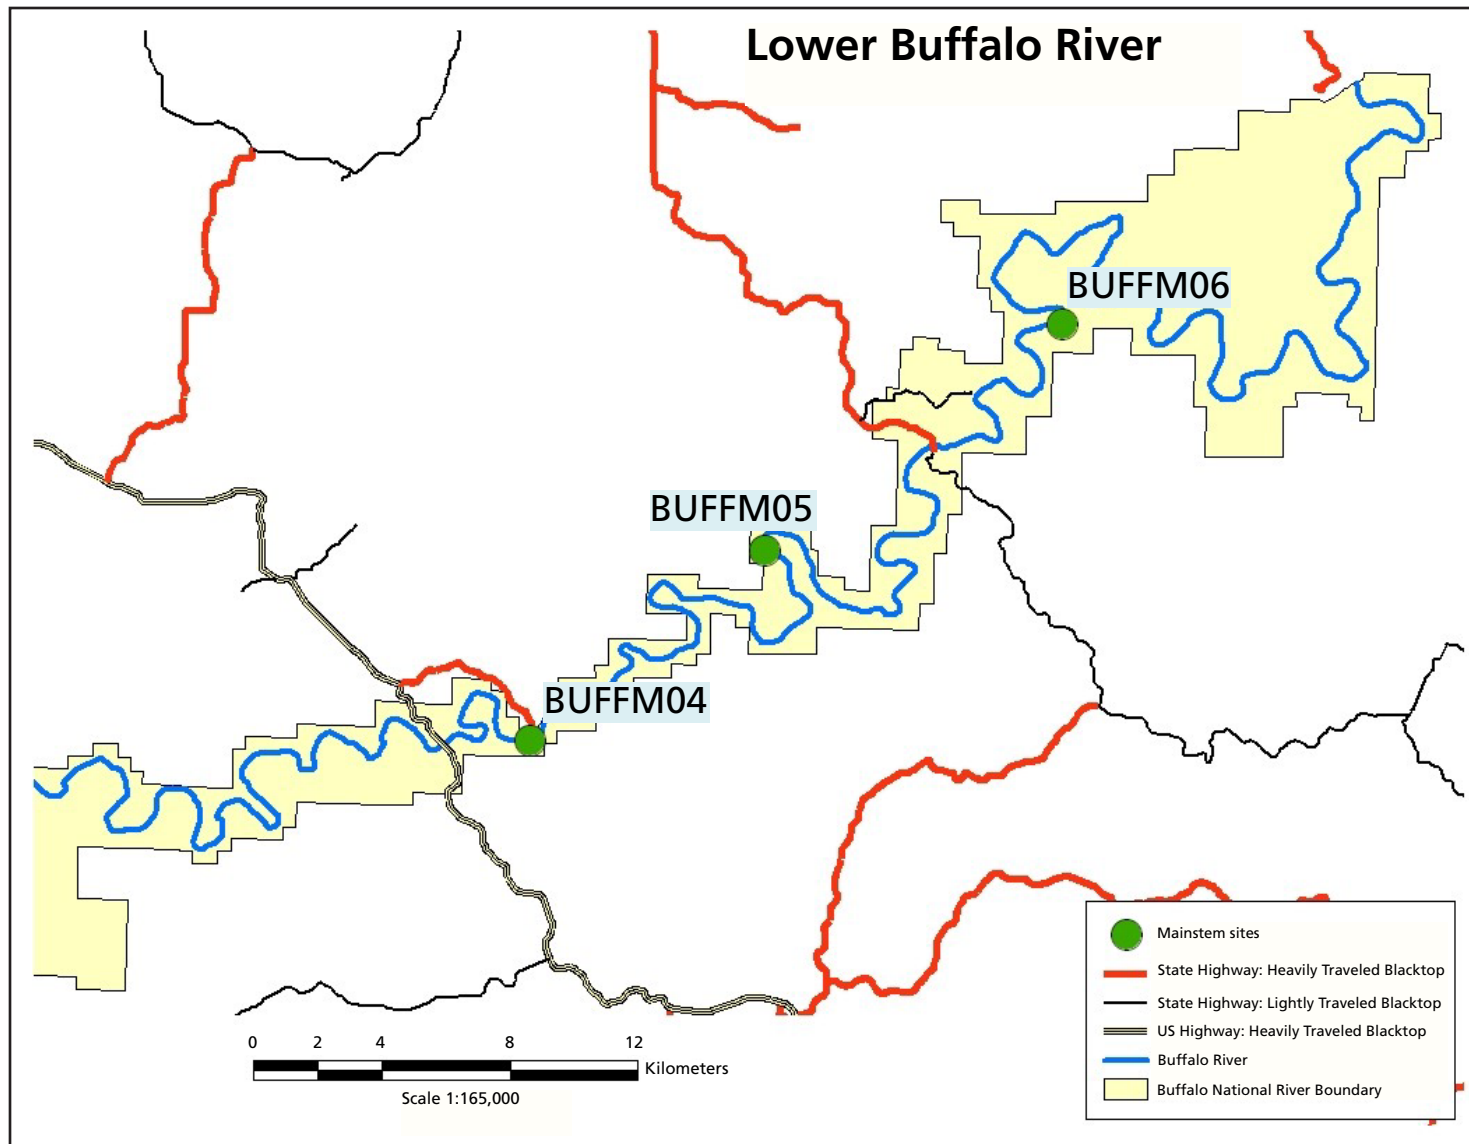 Lower Buffalo River
BUFFM06
BUFFM05
BUFFM04
Mainstem sites
State Highway: Heavily Traveled Blacktop
State Highway: Lightly Traveled Blacktop
US Highway: Heavily Traveled Blacktop
Buffalo River
Buffalo National River Boundary
0 2 4 8 12
Kilometers
Scale 1:165,000